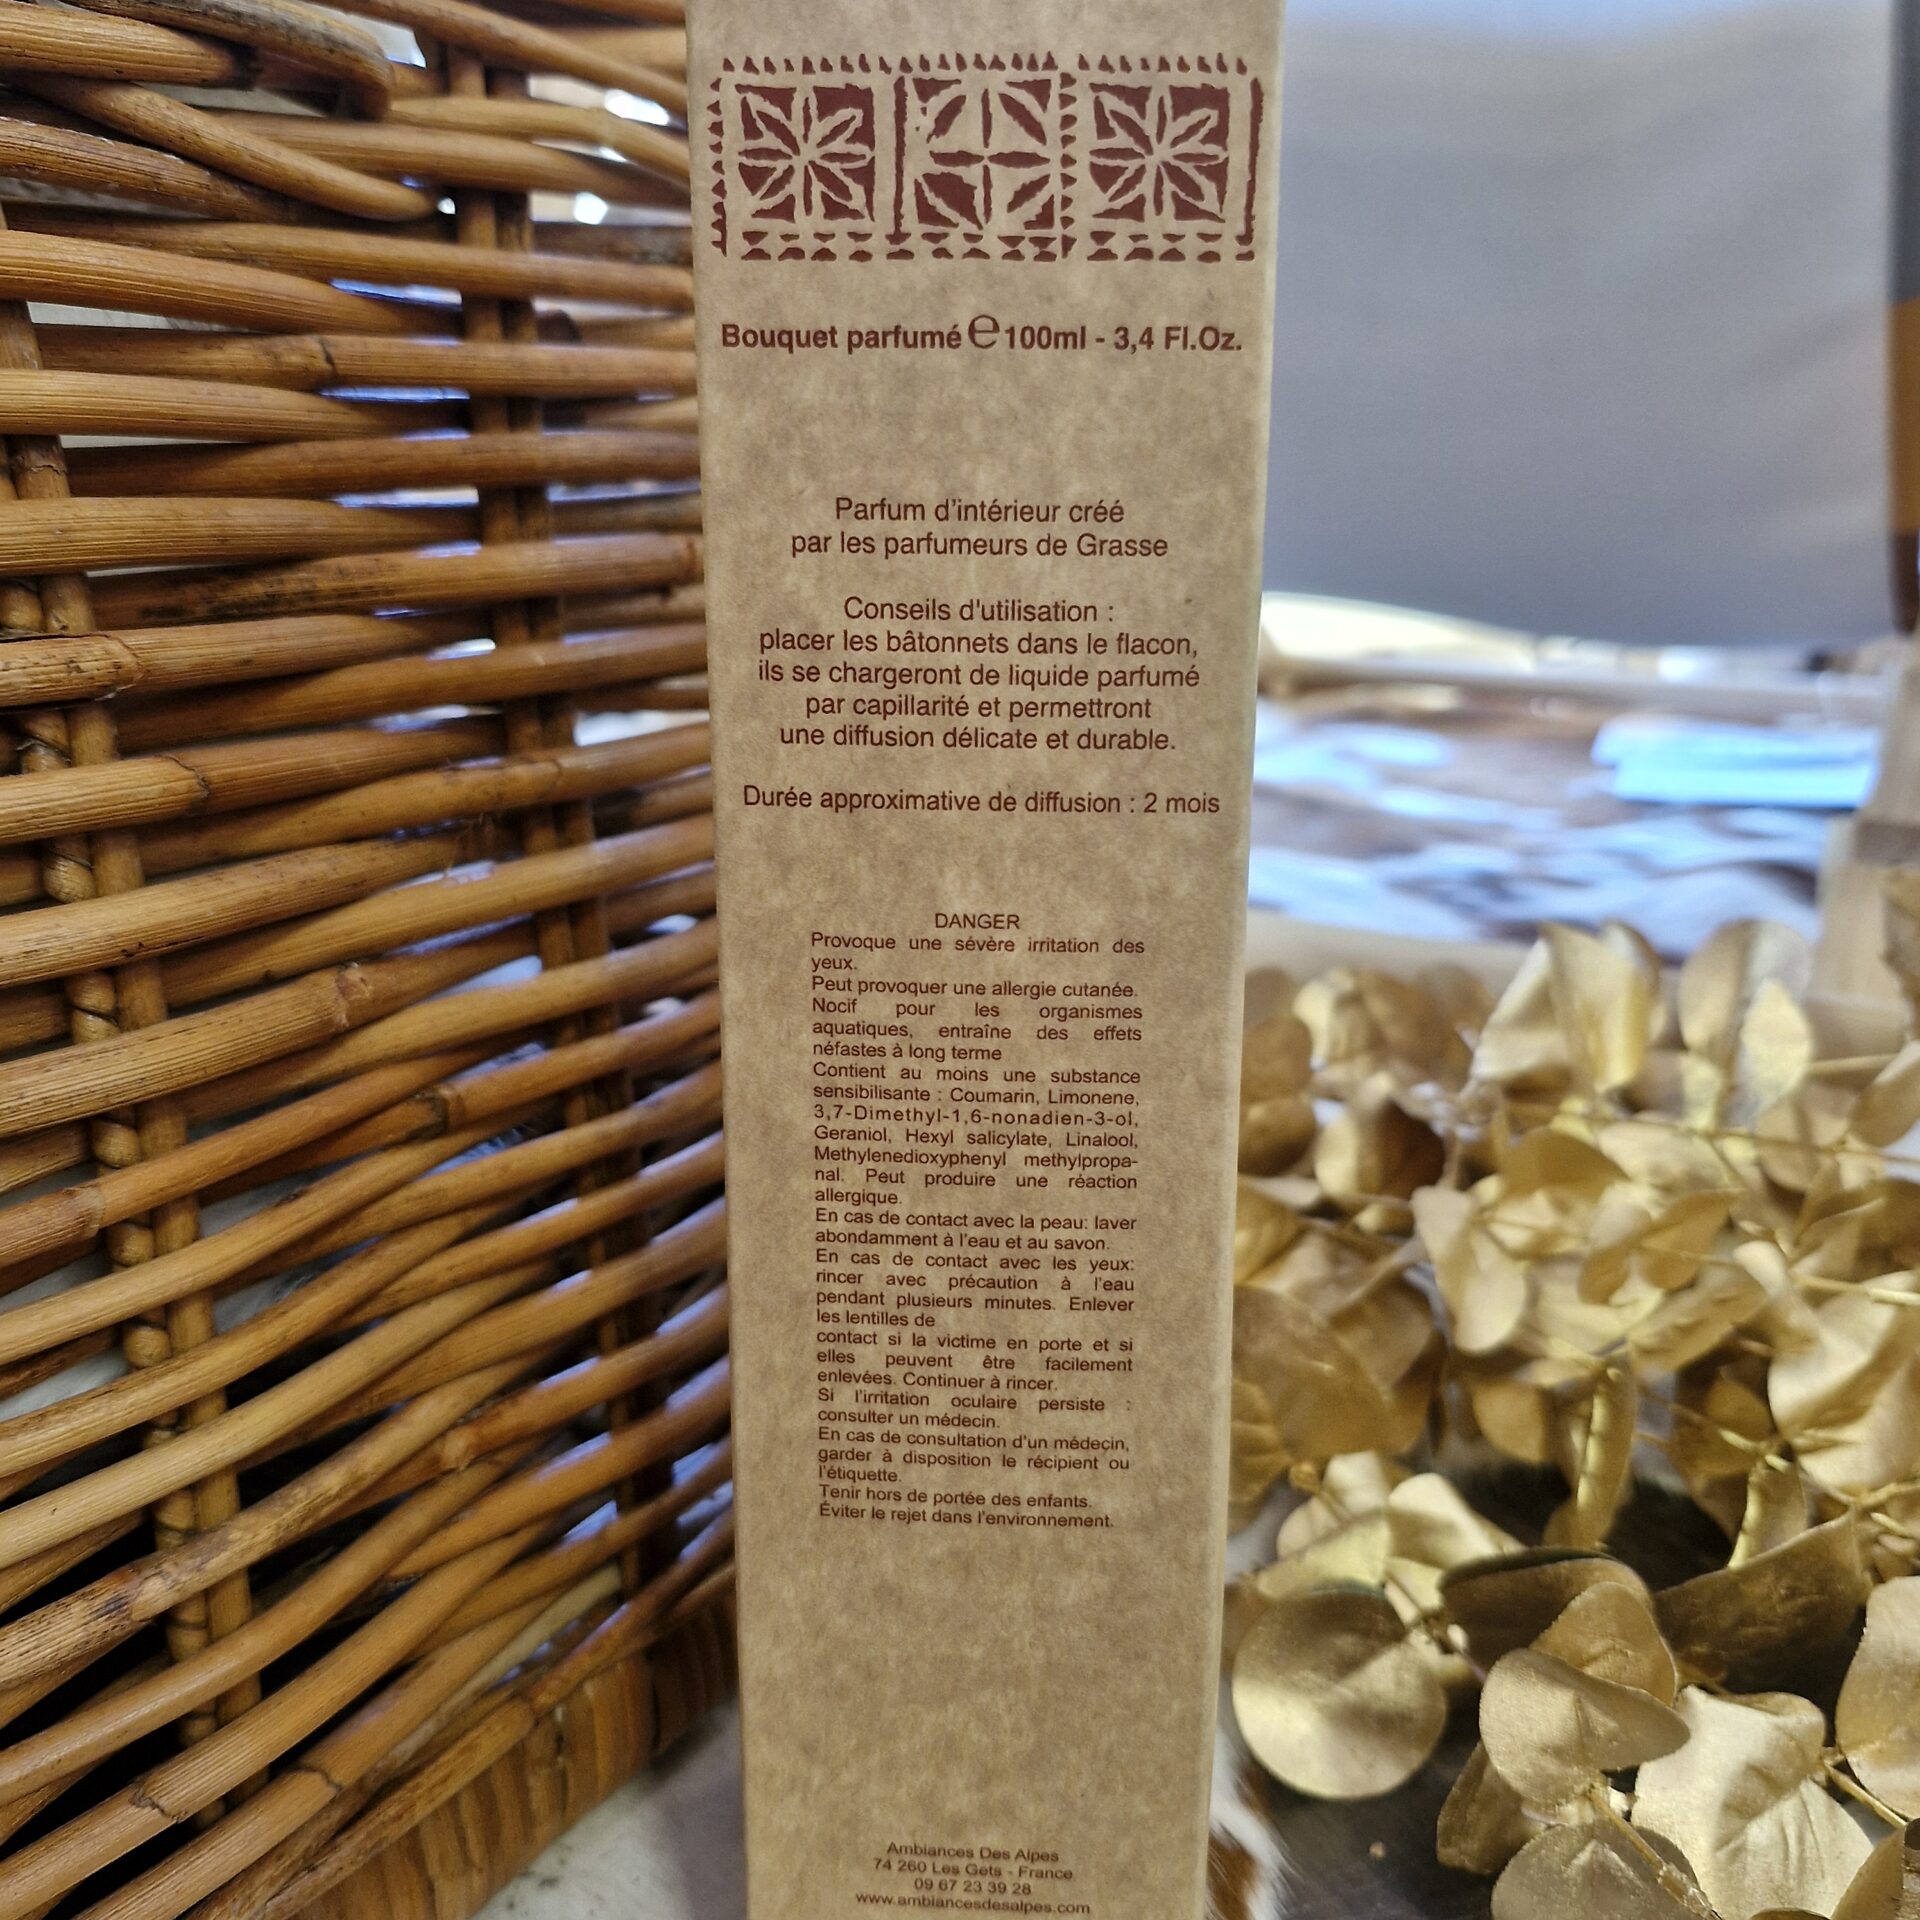 Bouquet parfumé ℮ 100ml - 3,4 Fl.Oz.
Parfum d'intérieur créé
par les parfumeurs de Grasse
Conseils d'utilisation :
placer les bâtonnets dans le flacon,
ils se chargeront de liquide parfumé
par capillarité et permettront
une diffusion délicate et durable.
Durée approximative de diffusion : 2 mois
DANGER
Provoque une sévère irritation des
yeux.
Peut provoquer une allergie cutanée.
Nocif pour les organismes
aquatiques, entraîne des effets
néfastes à long terme
Contient au moins une substance
sensibilisante : Coumarin, Limonene,
3,7-Dimethyl-1,6-nonadien-3-ol,
Geraniol, Hexyl salicylate, Linalool,
Methylenedioxyphenyl methylpropa-
nal. Peut produire une réaction
allergique.
En cas de contact avec la peau: laver
abondamment à l'eau et au savon.
En cas de contact avec les yeux:
rincer avec précaution à l'eau
pendant plusieurs minutes. Enlever
les lentilles de
contact si la victime en porte et si
elles peuvent être facilement
enlevées. Continuer à rincer.
Si l'irritation oculaire persiste :
consulter un médecin.
En cas de consultation d'un médecin,
garder à disposition le récipient ou
l'étiquette.
Tenir hors de portée des enfants.
Éviter le rejet dans l'environnement.
Ambiances Des Alpes
74 260 Les Gets - France
09 67 23 39 28
www.ambiancesdesalpes.com